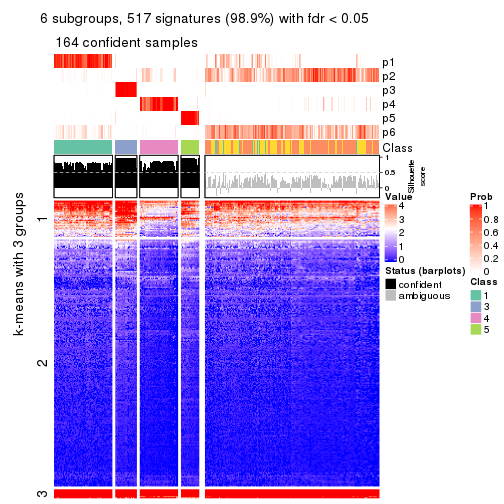 6 subgroups, 517 signatures (98.9%) with fdr < 0.05
164 confident samples
p1
p2
p3
p4
p5
p6
Class
1
0.5
0
Silhouette
score
k-means with 3 groups
1
2
3
Value
4
3
2
1
0
Status (barplots)
confident
ambiguous
Prob
1
0.8
0.6
0.4
0.2
0
Class
1
3
4
5